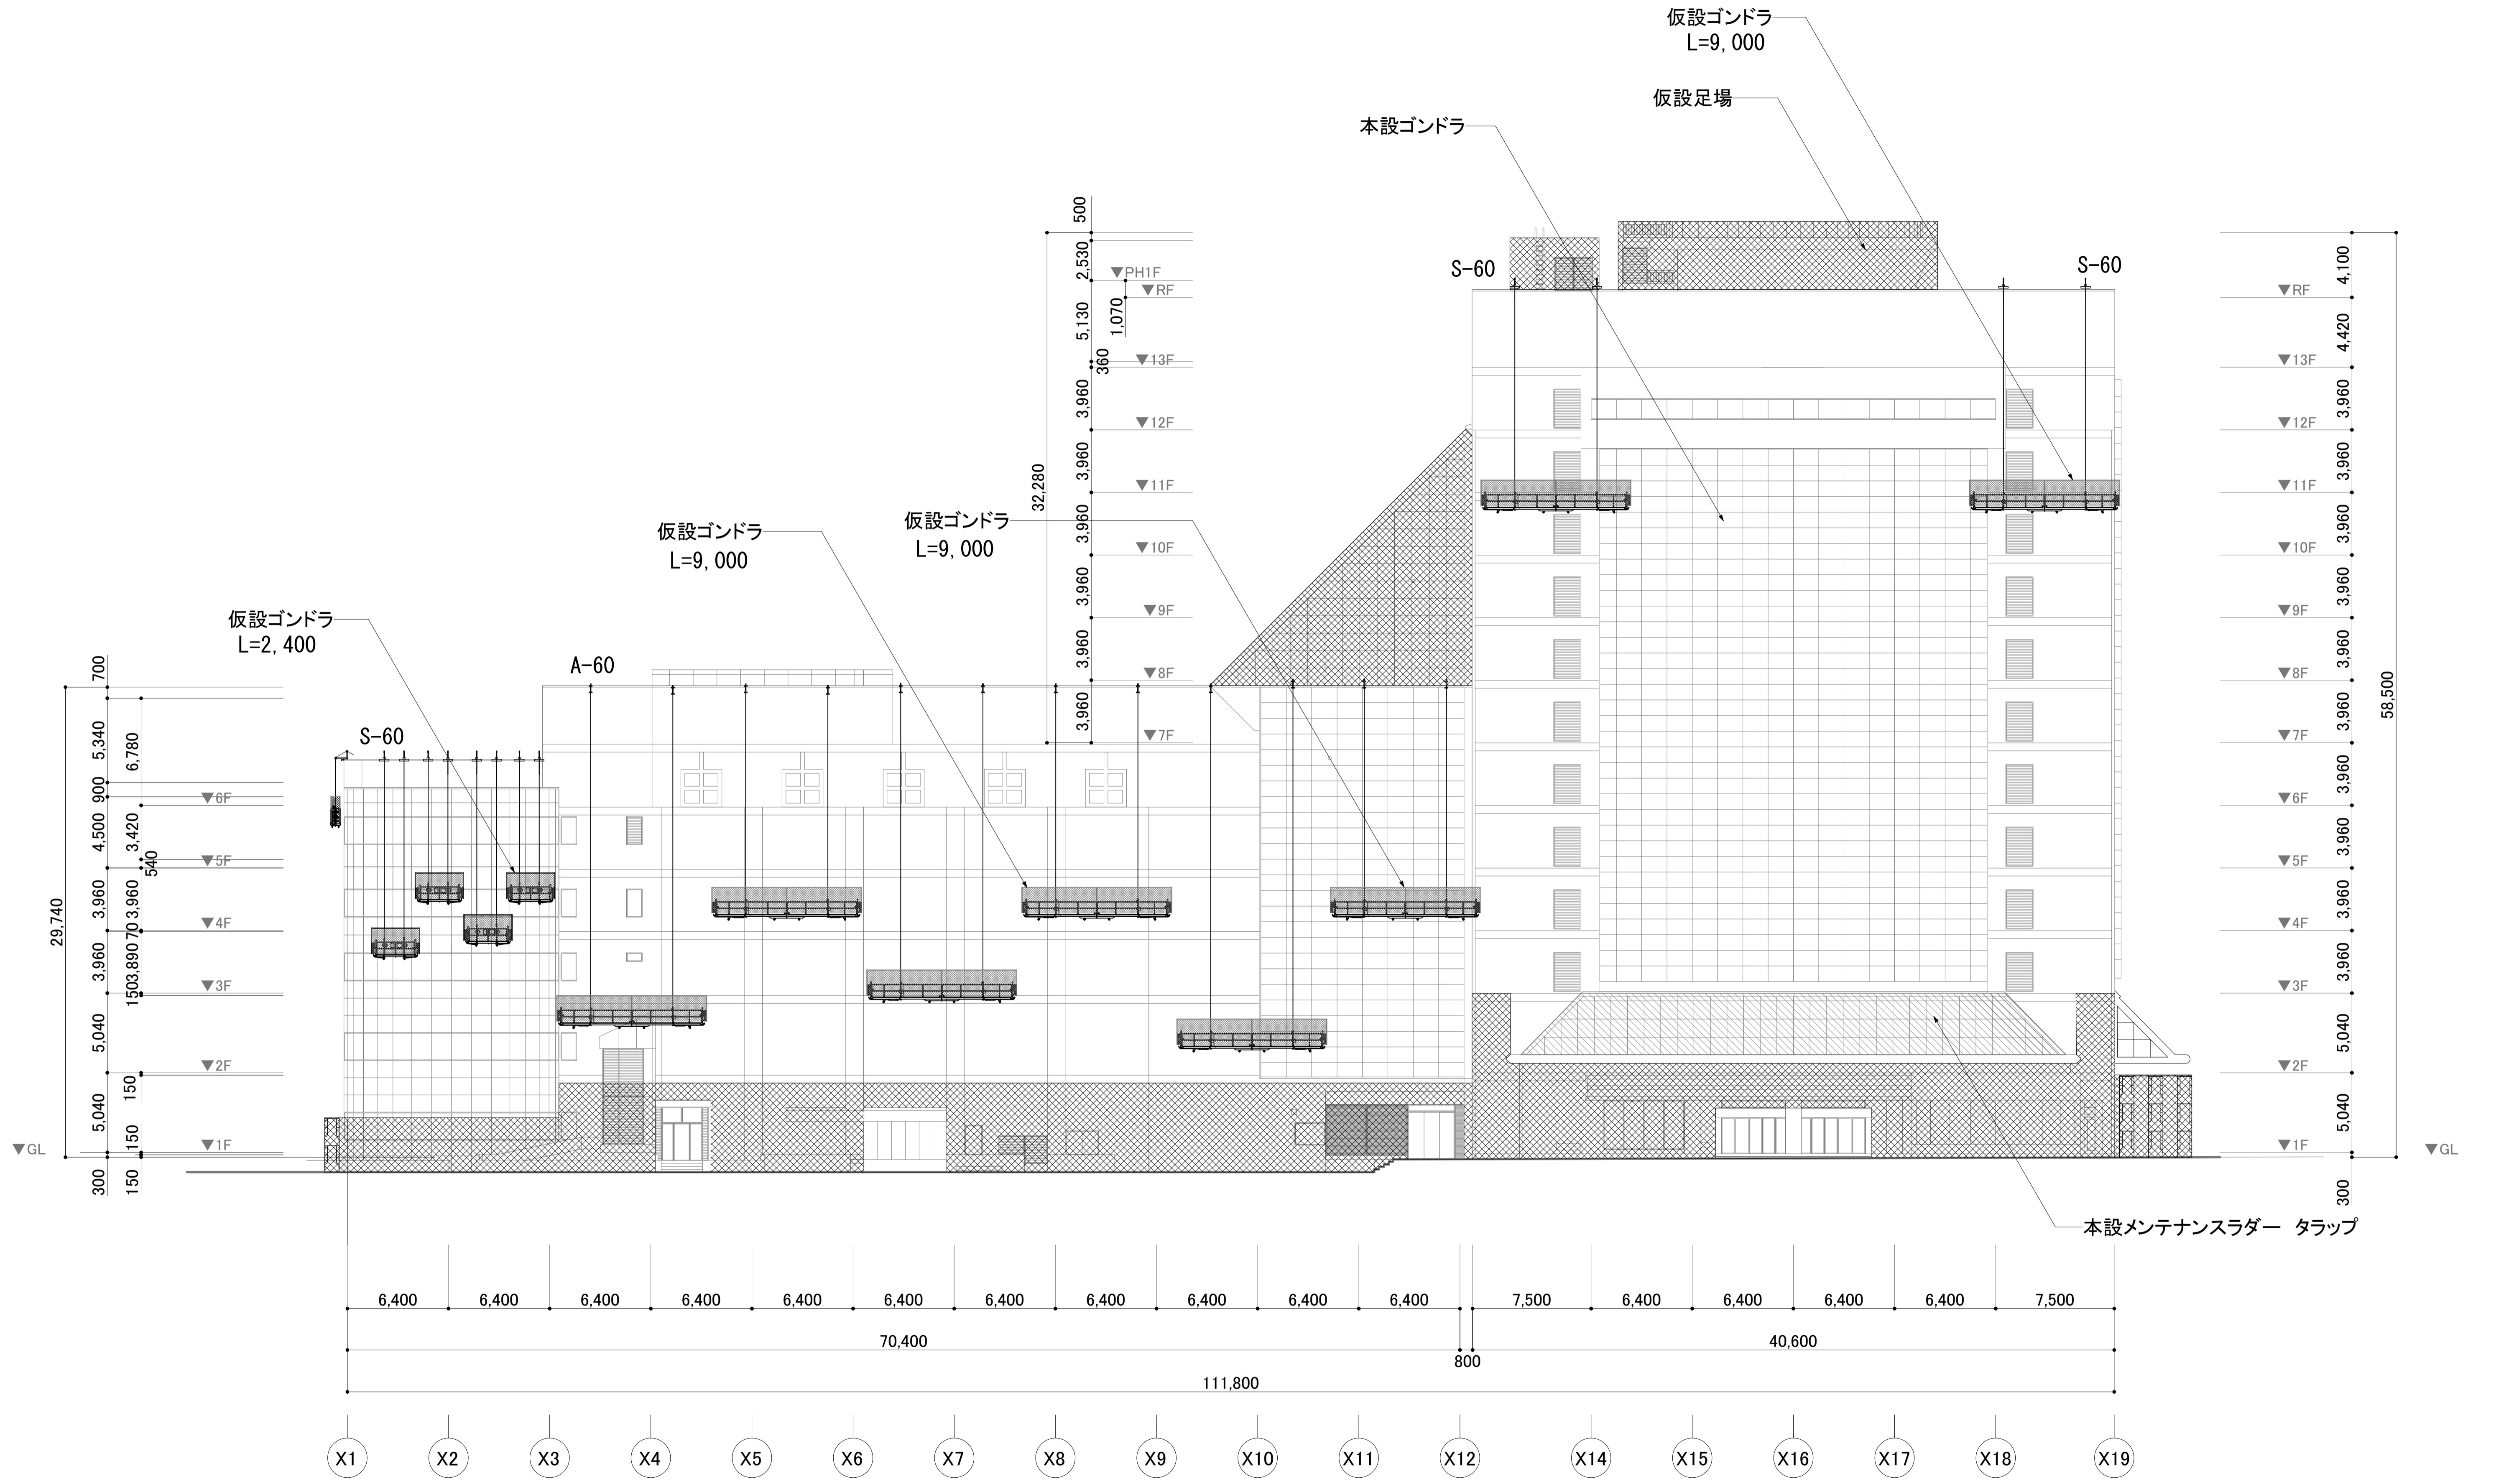 仮設ゴンドラ
L=9,000
仮設足場
本設ゴンドラ
S-60
S-60
仮設ゴンドラ
L=9,000
仮設ゴンドラ
L=9,000
仮設ゴンドラ
L=2,400
A-60
S-60
本設メンテナンスラダー　タラップ
500
2,530
5,130
1,070
360
3,960
3,960
3,960
3,960
3,960
3,960
32,280
▼PH1F
▼RF
▼13F
▼12F
▼11F
▼10F
▼9F
▼8F
▼7F
700
5,340
900
4,500
3,960
3,960
5,040
5,040
300
29,740
6,780
3,420
540
3,960
70
3,890
150
150
150
150
▼6F
▼5F
▼4F
▼3F
▼2F
▼1F
▼GL
▼RF
▼13F
▼12F
▼11F
▼10F
▼9F
▼8F
▼7F
▼6F
▼5F
▼4F
▼3F
▼2F
▼1F
▼GL
4,100
4,420
3,960
3,960
3,960
3,960
3,960
3,960
3,960
3,960
3,960
3,960
5,040
5,040
300
58,500
6,400 6,400 6,400 6,400 6,400 6,400 6,400 6,400 6,400 6,400 6,400 7,500 6,400 6,400 6,400 6,400 7,500
70,400 40,600
800
111,800
X1 X2 X3 X4 X5 X6 X7 X8 X9 X10 X11 X12 X14 X15 X16 X17 X18 X19